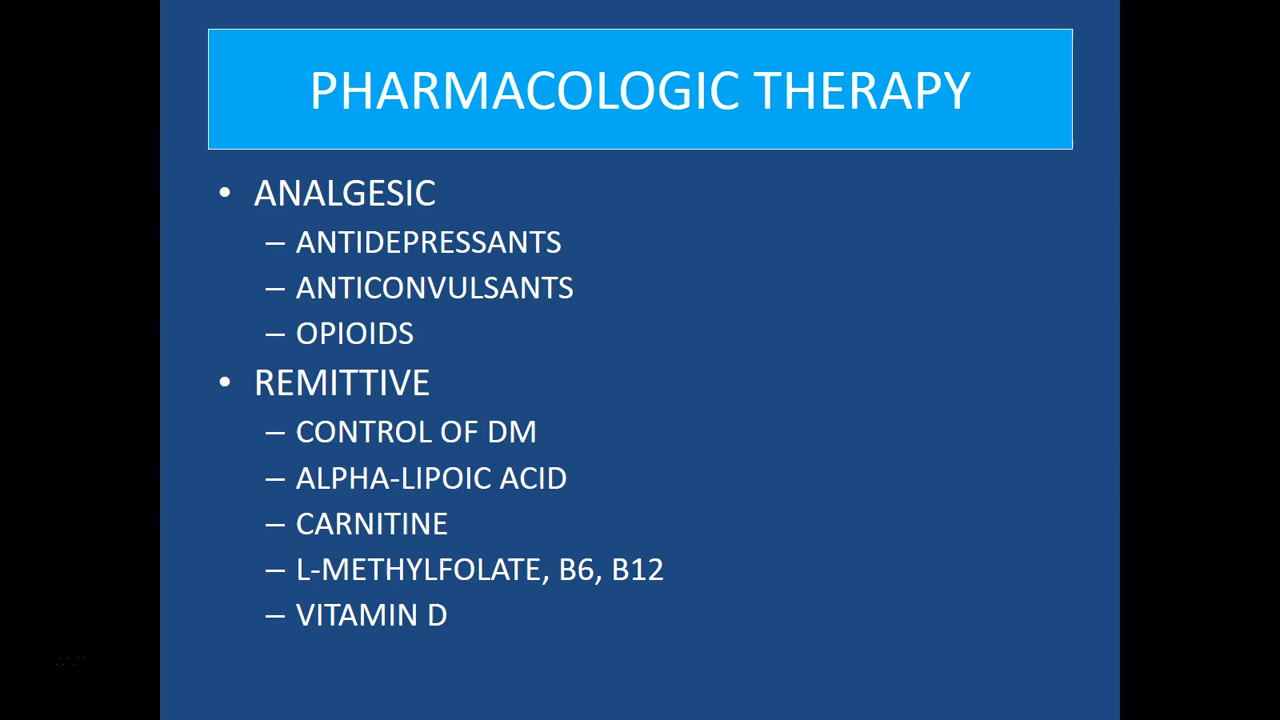 PHARMACOLOGIC THERAPY
• ANALGESIC
– ANTIDEPRESSANTS
– ANTICONVULSANTS
– OPIOIDS
• REMITTIVE
– CONTROL OF DM
– ALPHA-LIPOIC ACID
– CARNITINE
– L-METHYLFOLATE, B6, B12
– VITAMIN D